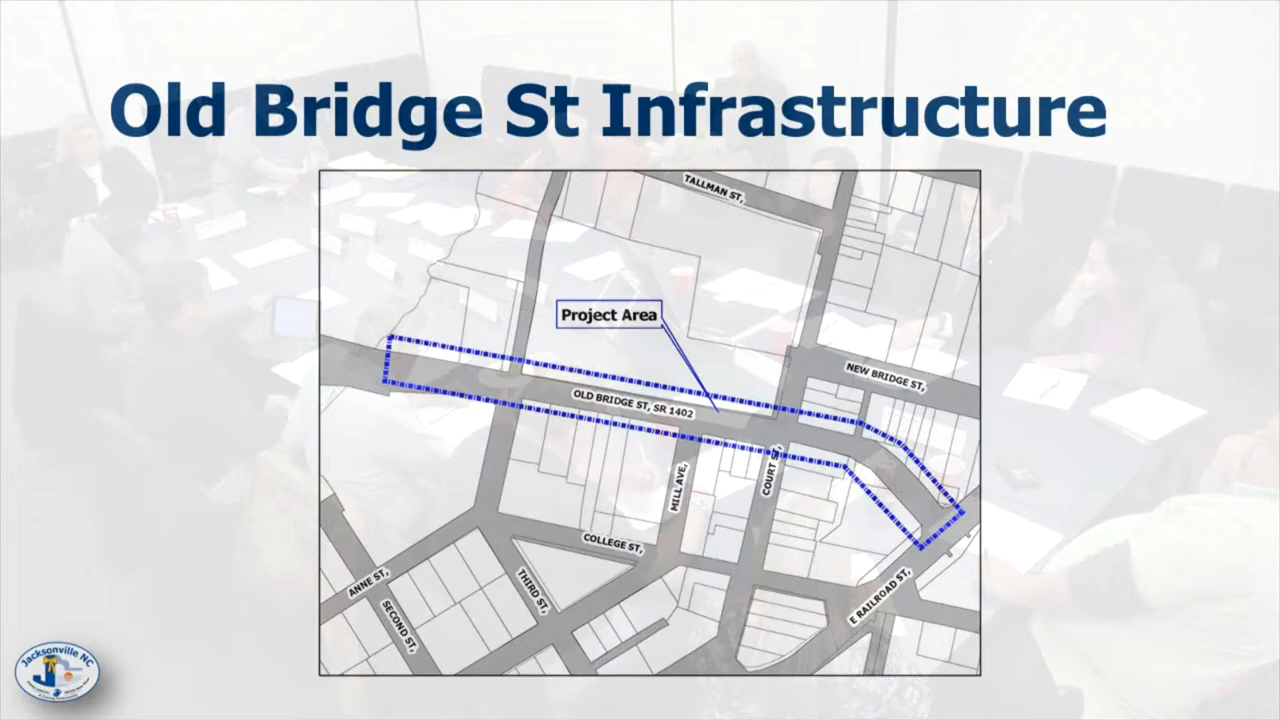 Old Bridge St Infrastructure
TALLMAN ST,
Project Area
NEW BRIDGE ST,
OLD BRIDGE ST, SR 1402
COURT ST,
MILL AVE,
COLLEGE ST,
ANNE ST,
THIRD ST,
E RAILROAD ST,
SECOND ST,
Jacksonville NC